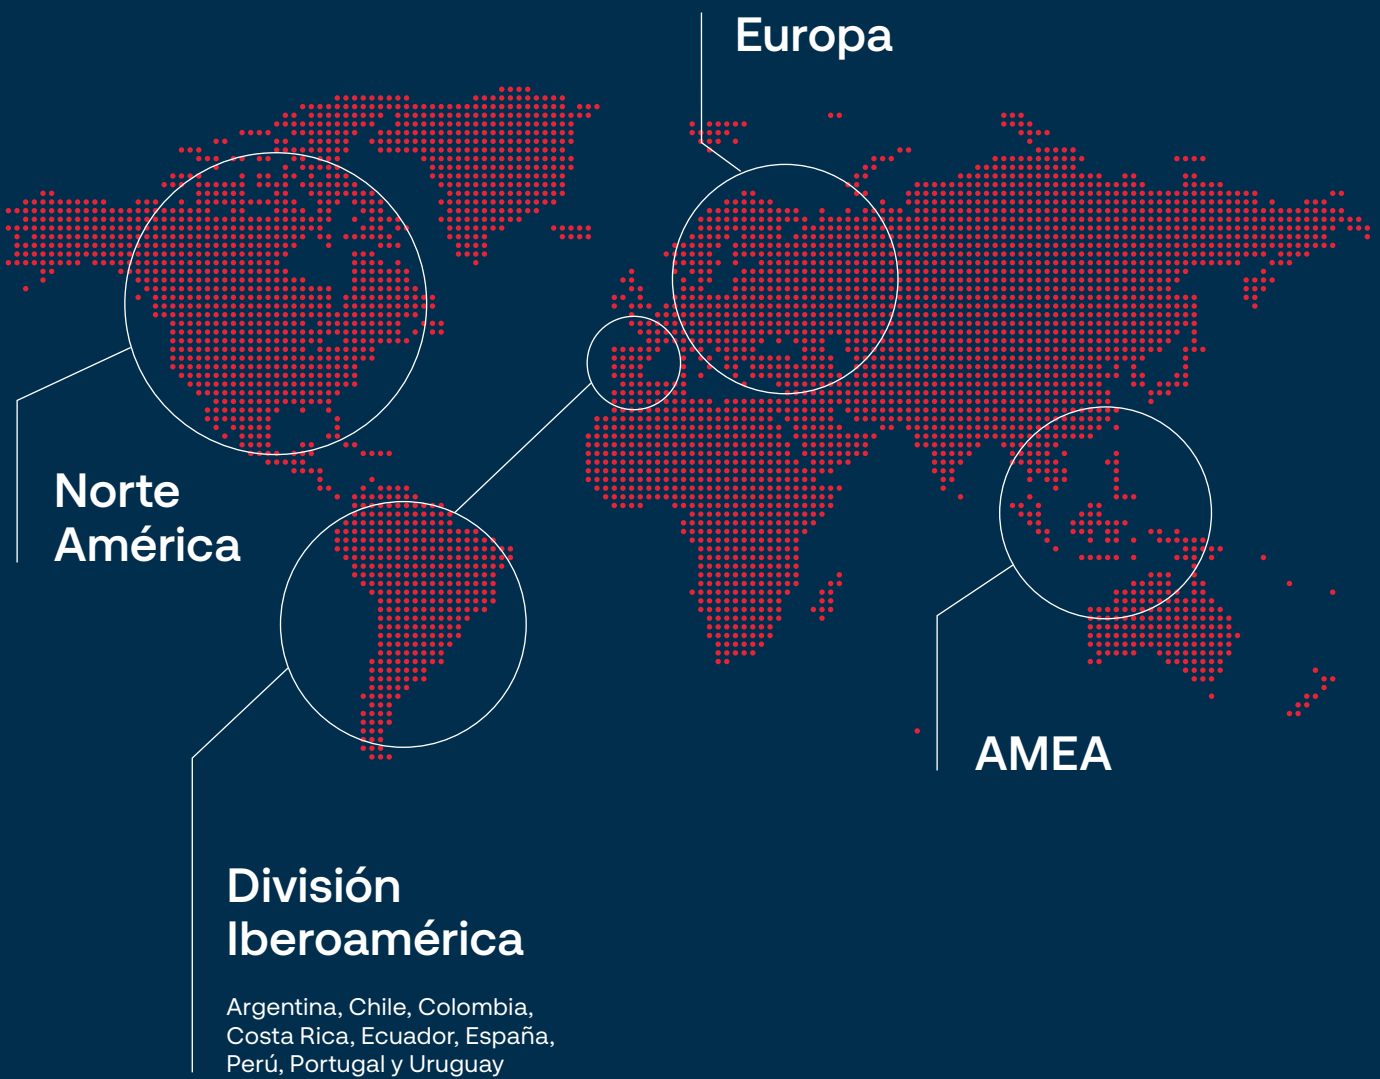 Europa
Norte
América
AMEA
División
Iberoamérica
Argentina, Chile, Colombia,
Costa Rica, Ecuador, España,
Perú, Portugal y Uruguay